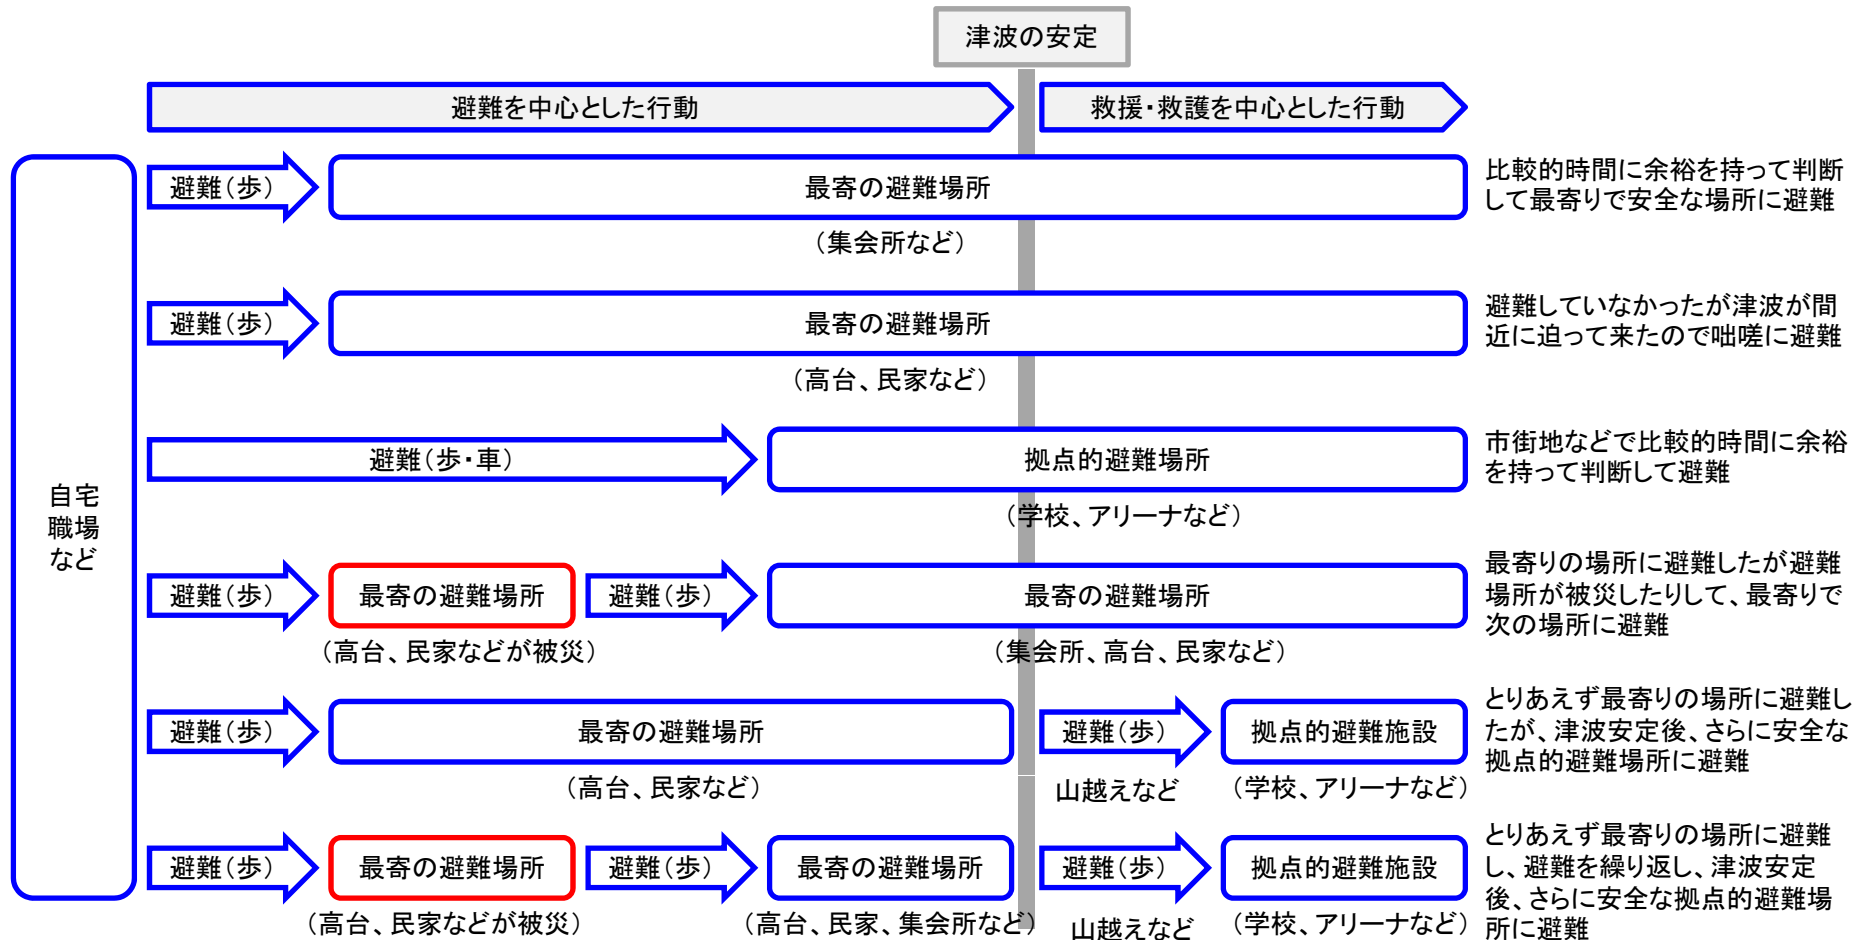 津波の安定
避難を中心とした行動
救援・救護を中心とした行動
自宅
職場
など
避難(歩)
最寄の避難場所
(集会所など)
比較的時間に余裕を持って判断
して最寄りで安全な場所に避難
避難(歩)
最寄の避難場所
(高台、民家など)
避難していなかったが津波が間
近に迫って来たので咄嗟に避難
避難(歩・車)
拠点的避難場所
(学校、アリーナなど)
市街地などで比較的時間に余裕
を持って判断して避難
避難(歩)
最寄の避難場所
(高台、民家などが被災)
避難(歩)
最寄の避難場所
(集会所、高台、民家など)
最寄りの場所に避難したが避難
場所が被災したりして、最寄りで
次の場所に避難
避難(歩)
最寄の避難場所
(高台、民家など)
避難(歩)
山越えなど
拠点的避難施設
(学校、アリーナなど)
とりあえず最寄りの場所に避難し
たが、津波安定後、さらに安全な
拠点的避難場所に避難
避難(歩)
最寄の避難場所
(高台、民家などが被災)
避難(歩)
最寄の避難場所
(高台、民家、集会所など)
避難(歩)
山越えなど
拠点的避難施設
(学校、アリーナなど)
とりあえず最寄りの場所に避難
し、避難を繰り返し、津波安定
後、さらに安全な拠点的避難場
所に避難